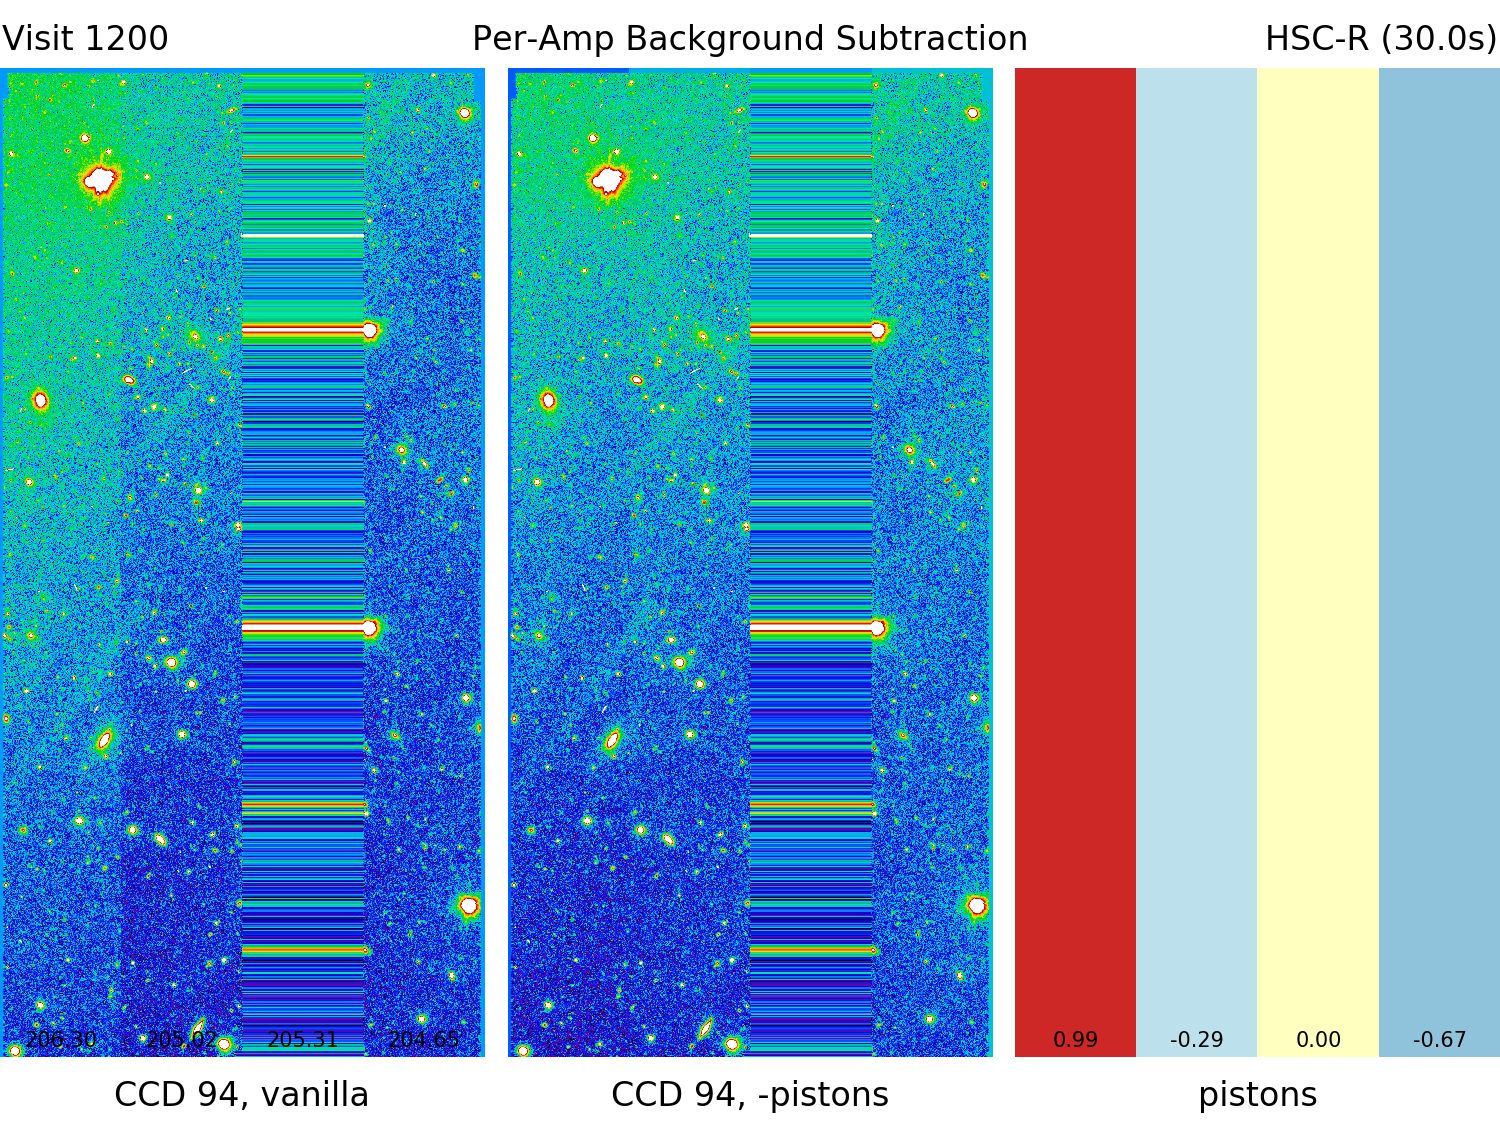 Visit 1200 Per-Amp Background Subtraction HSC-R (30.0s)
206.30 205.02 205.31 204.65 0.99 -0.29 0.00 -0.67
CCD 94, vanilla CCD 94, -pistons pistons